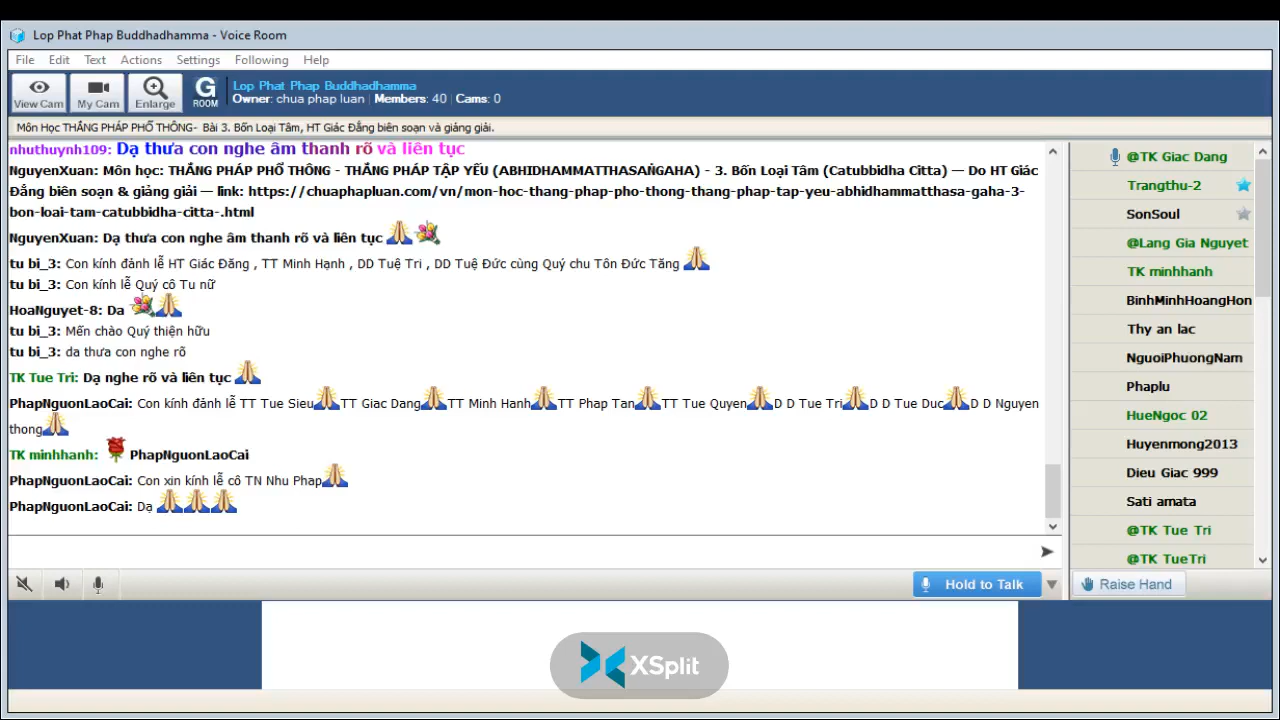 Lop Phat Phap Buddhadhamma - Voice Room
File Edit Text Actions Settings Following Help
View Cam My Cam Enlarge G ROOM
Lop Phat Phap Buddhadhamma
Owner: chua phap luan | Members: 40 | Cams: 0
Môn Học THẮNG PHÁP PHỔ THÔNG- Bài 3. Bốn Loại Tâm, HT Giác Đẳng biên soạn và giảng giải.
nhuthuynh109: Dạ thưa con nghe âm thanh rõ và liên tục
NguyenXuan: Môn học: THẮNG PHÁP PHỔ THÔNG - THẮNG PHÁP TẬP YẾU (ABHIDHAMMATTHASAṄGAHA) - 3. Bốn Loại Tâm (Catubbidha Citta) — Do HT Giác
Đẳng biên soạn & giảng giải — link: https://chuaphapluan.com/vn/mon-hoc-thang-phap-pho-thong-thang-phap-tap-yeu-abhidhammatthasa-gaha-3-
bon-loai-tam-catubbidha-citta-.html
NguyenXuan: Dạ thưa con nghe âm thanh rõ và liên tục
tu bi_3: Con kính đảnh lễ HT Giác Đăng , TT Minh Hạnh , DD Tuệ Tri , DD Tuệ Đức cùng Quý chu Tôn Đức Tăng
tu bi_3: Con kính lễ Quý cô Tu nữ
HoaNguyet-8: Da
tu bi_3: Mến chào Quý thiện hữu
tu bi_3: da thưa con nghe rõ
TK Tue Tri: Dạ nghe rõ và liên tục
PhapNguonLaoCai: Con kính đảnh lễ TT Tue Sieu TT Giac Dang TT Minh Hanh TT Phap Tan TT Tue Quyen D D Tue Tri D D Tue Duc D D Nguyen
thong
TK minhhanh: PhapNguonLaoCai
PhapNguonLaoCai: Con xin kính lễ cô TN Nhu Phap
PhapNguonLaoCai: Dạ
Hold to Talk
@TK Giac Dang
Trangthu-2
SonSoul
@Lang Gia Nguyet
TK minhhanh
BinhMinhHoangHon
Thy an lac
NguoiPhuongNam
Phaplu
HueNgoc 02
Huyenmong2013
Dieu Giac 999
Sati amata
@TK Tue Tri
@TK TueTri
Raise Hand
XSplit